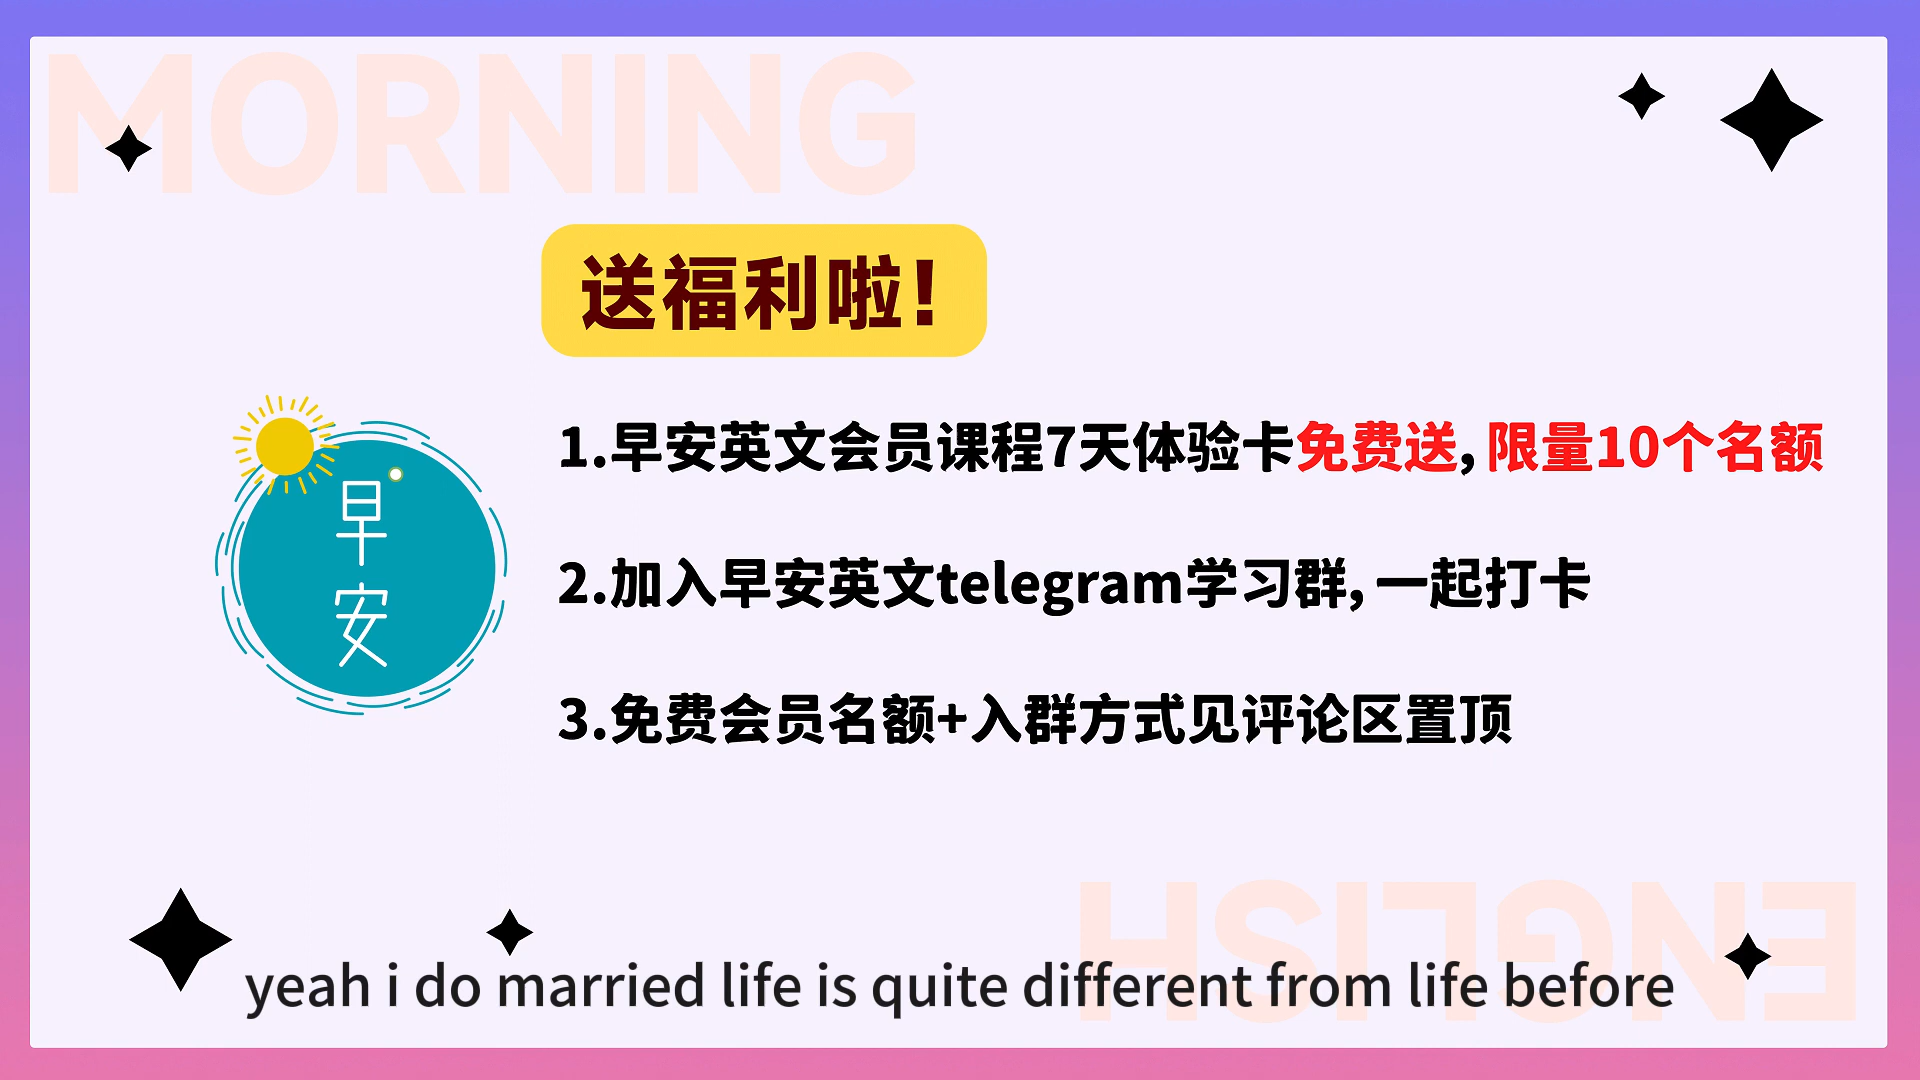 MORNING
送福利啦!
1.早安英文会员课程7天体验卡免费送,限量10个名额
早安
2.加入早安英文telegram学习群,一起打卡
3.免费会员名额+入群方式见评论区置顶
ENGLISH
yeah i do married life is quite different from life before